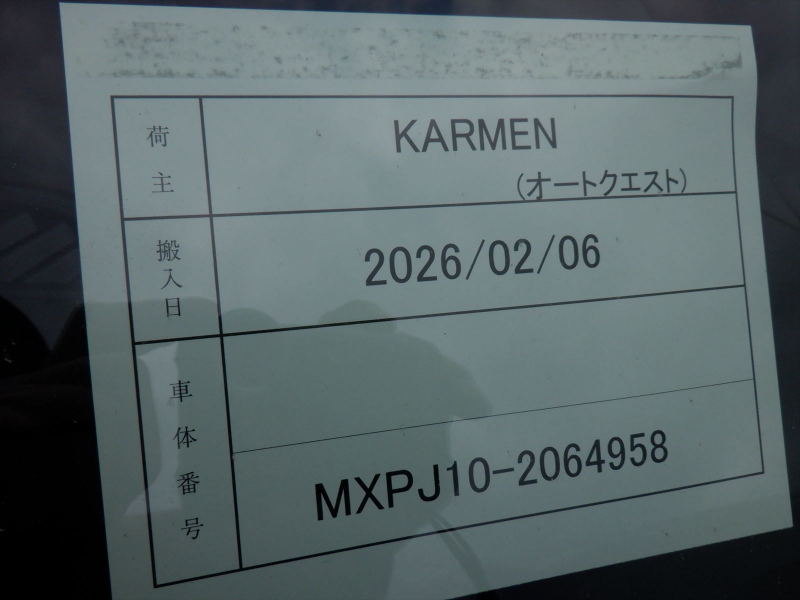 荷主
KARMEN
(オートクエスト)
搬入日
2026/02/06
車体番号
MXPJ10-2064958